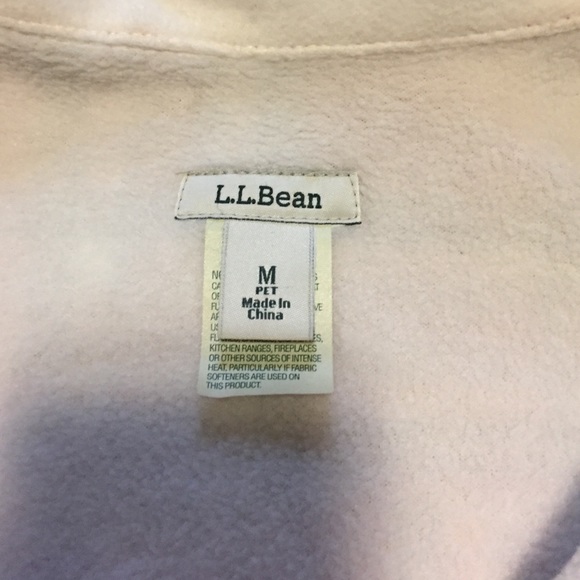 L.L.Bean
M
PET
Made In
China
KITCHEN RANGES, FIREPLACES
OR OTHER SOURCES OF INTENSE
HEAT, PARTICULARLY IF FABRIC
SOFTENERS ARE USED ON
THIS PRODUCT.